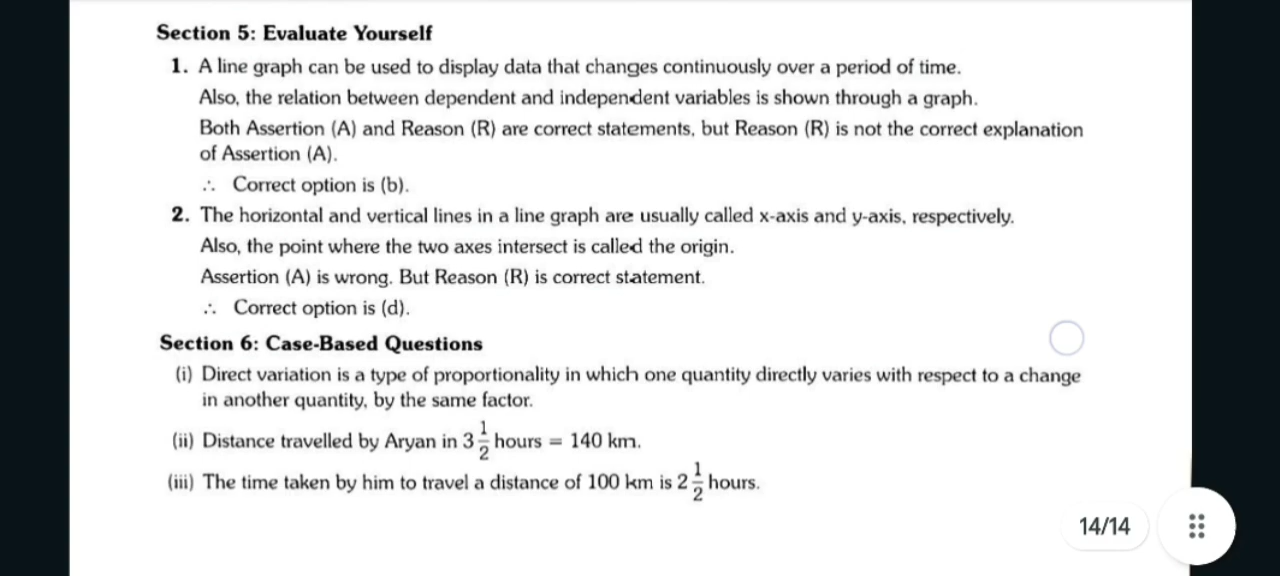 Section 5: Evaluate Yourself
1. A line graph can be used to display data that changes continuously over a period of time.
Also, the relation between dependent and independent variables is shown through a graph.
Both Assertion (A) and Reason (R) are correct statements, but Reason (R) is not the correct explanation
of Assertion (A).
∴ Correct option is (b).
2. The horizontal and vertical lines in a line graph are usually called x-axis and y-axis, respectively.
Also, the point where the two axes intersect is called the origin.
Assertion (A) is wrong. But Reason (R) is correct statement.
∴ Correct option is (d).
Section 6: Case-Based Questions
(i) Direct variation is a type of proportionality in which one quantity directly varies with respect to a change
in another quantity, by the same factor.
(ii) Distance travelled by Aryan in 3 1/2 hours = 140 km.
(iii) The time taken by him to travel a distance of 100 km is 2 1/2 hours.
14/14